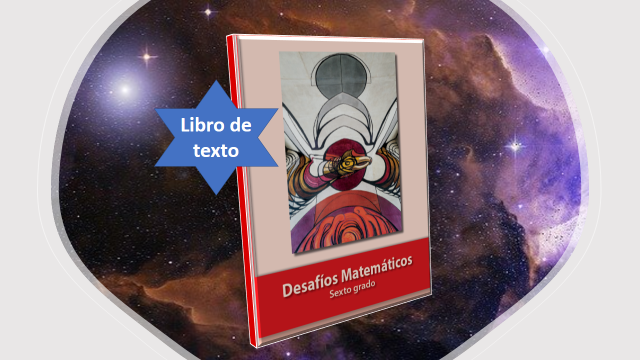 Libro de
texto
Desafíos Matemáticos
Sexto grado